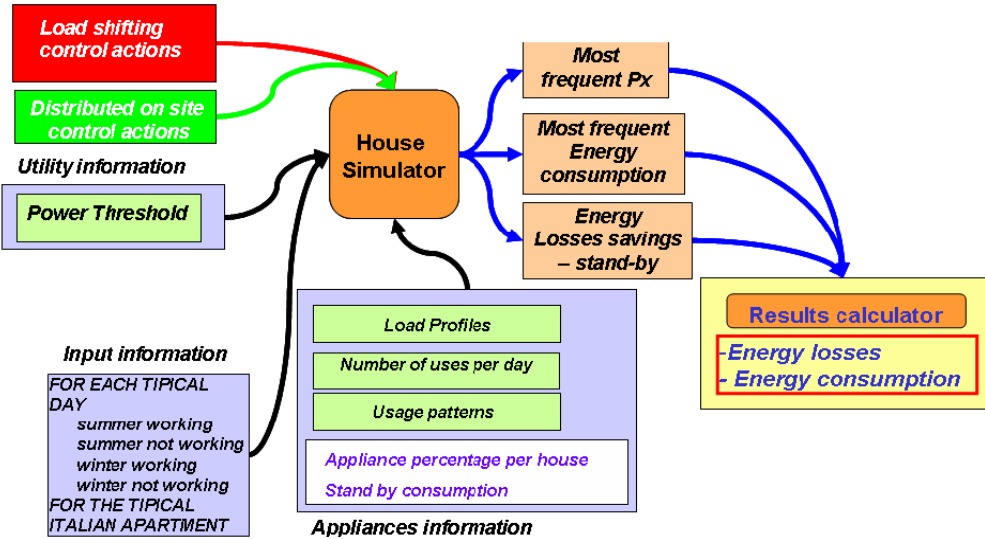 Load shifting
control actions
Distributed on site
control actions
Utility information
Power Threshold
House
Simulator
Most
frequent Px
Most frequent
Energy
consumption
Energy
Losses savings
– stand-by
Results calculator
-Energy losses
- Energy consumption
Input information
FOR EACH TIPICAL
DAY
summer working
summer not working
winter working
winter not working
FOR THE TIPICAL
ITALIAN APARTMENT
Load Profiles
Number of uses per day
Usage patterns
Appliance percentage per house
Stand by consumption
Appliances information